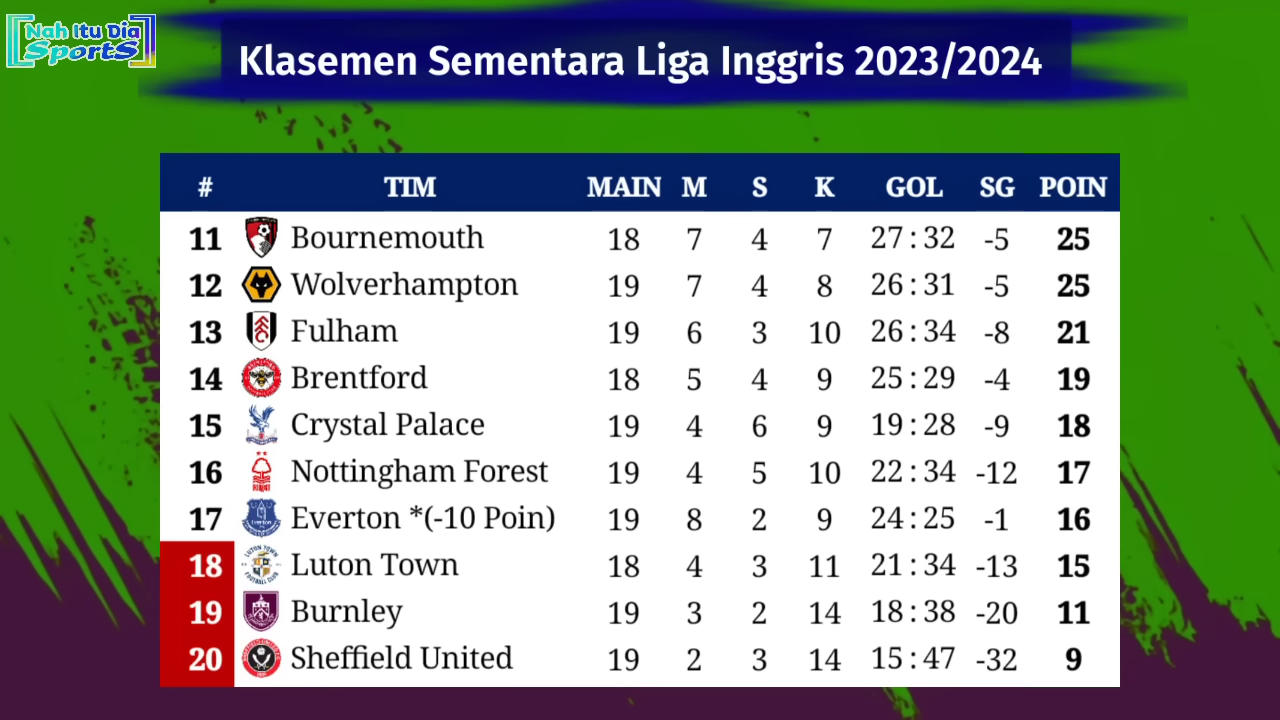 Nah Itu Dia
Sports
Klasemen Sementara Liga Inggris 2023/2024
# TIM MAIN M S K GOL SG POIN
11 Bournemouth 18 7 4 7 27:32 -5 25
12 Wolverhampton 19 7 4 8 26:31 -5 25
13 Fulham 19 6 3 10 26:34 -8 21
14 Brentford 18 5 4 9 25:29 -4 19
15 Crystal Palace 19 4 6 9 19:28 -9 18
16 Nottingham Forest 19 4 5 10 22:34 -12 17
17 Everton *(-10 Poin) 19 8 2 9 24:25 -1 16
18 Luton Town 18 4 3 11 21:34 -13 15
19 Burnley 19 3 2 14 18:38 -20 11
20 Sheffield United 19 2 3 14 15:47 -32 9